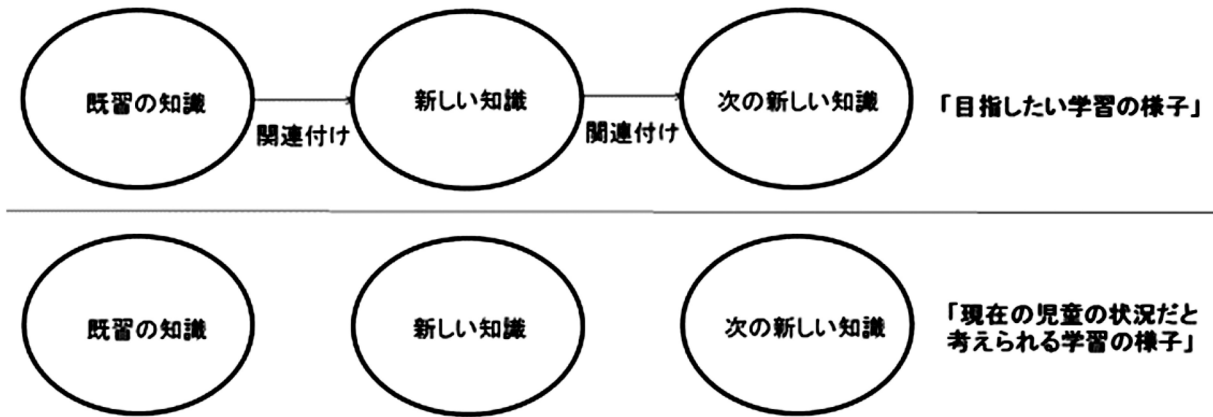 既習の知識
関連付け
新しい知識
関連付け
次の新しい知識
「目指したい学習の様子」
既習の知識
新しい知識
次の新しい知識
「現在の児童の状況だと
考えられる学習の様子」